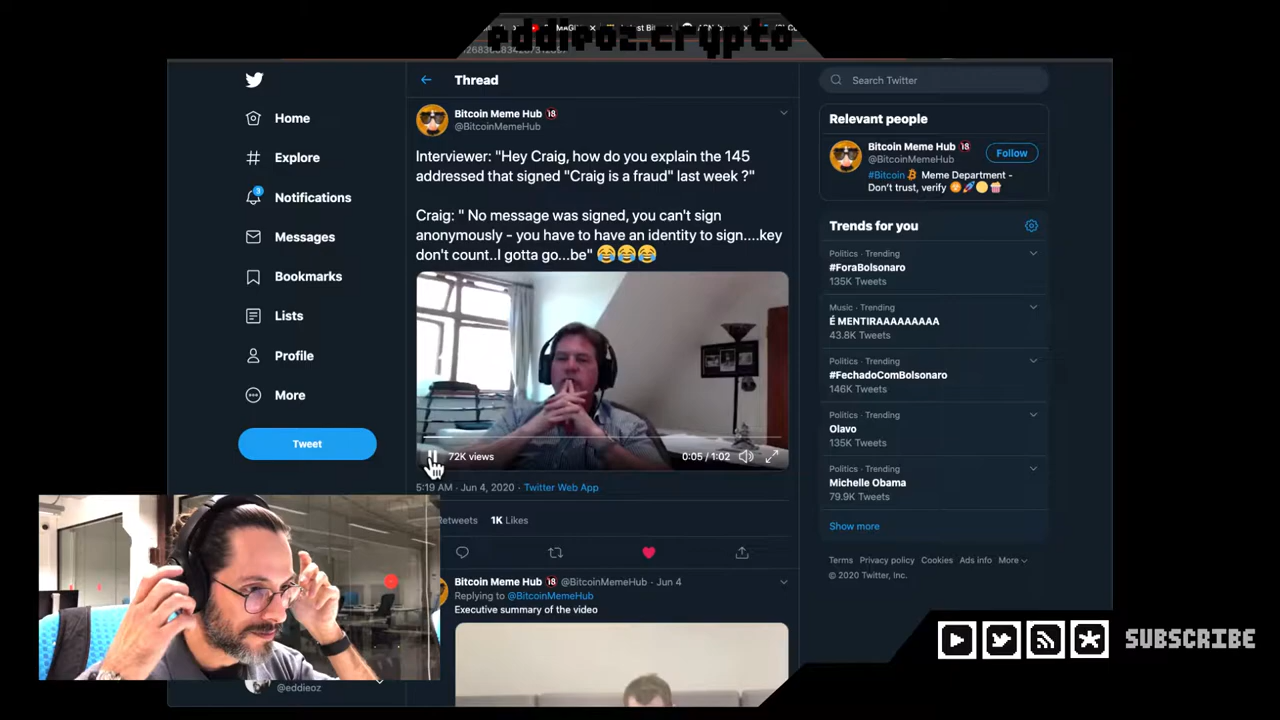 eddieoz.crypto
Home
Explore
3
Notifications
Messages
Bookmarks
Lists
Profile
More
Tweet
@eddieoz
Thread
Bitcoin Meme Hub 🔞
@BitcoinMemeHub
Interviewer: "Hey Craig, how do you explain the 145
addressed that signed "Craig is a fraud" last week ?"
Craig: " No message was signed, you can't sign
anonymously - you have to have an identity to sign....key
don't count..I gotta go...be" 😂😂😂
72K views
0:05 / 1:02
5:19 AM · Jun 4, 2020 · Twitter Web App
Retweets 1K Likes
Bitcoin Meme Hub 🔞 @BitcoinMemeHub · Jun 4
Replying to @BitcoinMemeHub
Executive summary of the video
Search Twitter
Relevant people
Bitcoin Meme Hub 🔞
@BitcoinMemeHub
Follow
#Bitcoin Meme Department -
Don't trust, verify
Trends for you
Politics · Trending
#ForaBolsonaro
135K Tweets
Music · Trending
É MENTIRAAAAAAAAA
43.8K Tweets
Politics · Trending
#FechadoComBolsonaro
146K Tweets
Politics · Trending
Olavo
135K Tweets
Politics · Trending
Michelle Obama
79.9K Tweets
Show more
Terms Privacy policy Cookies Ads info More
© 2020 Twitter, Inc.
SUBSCRIBE